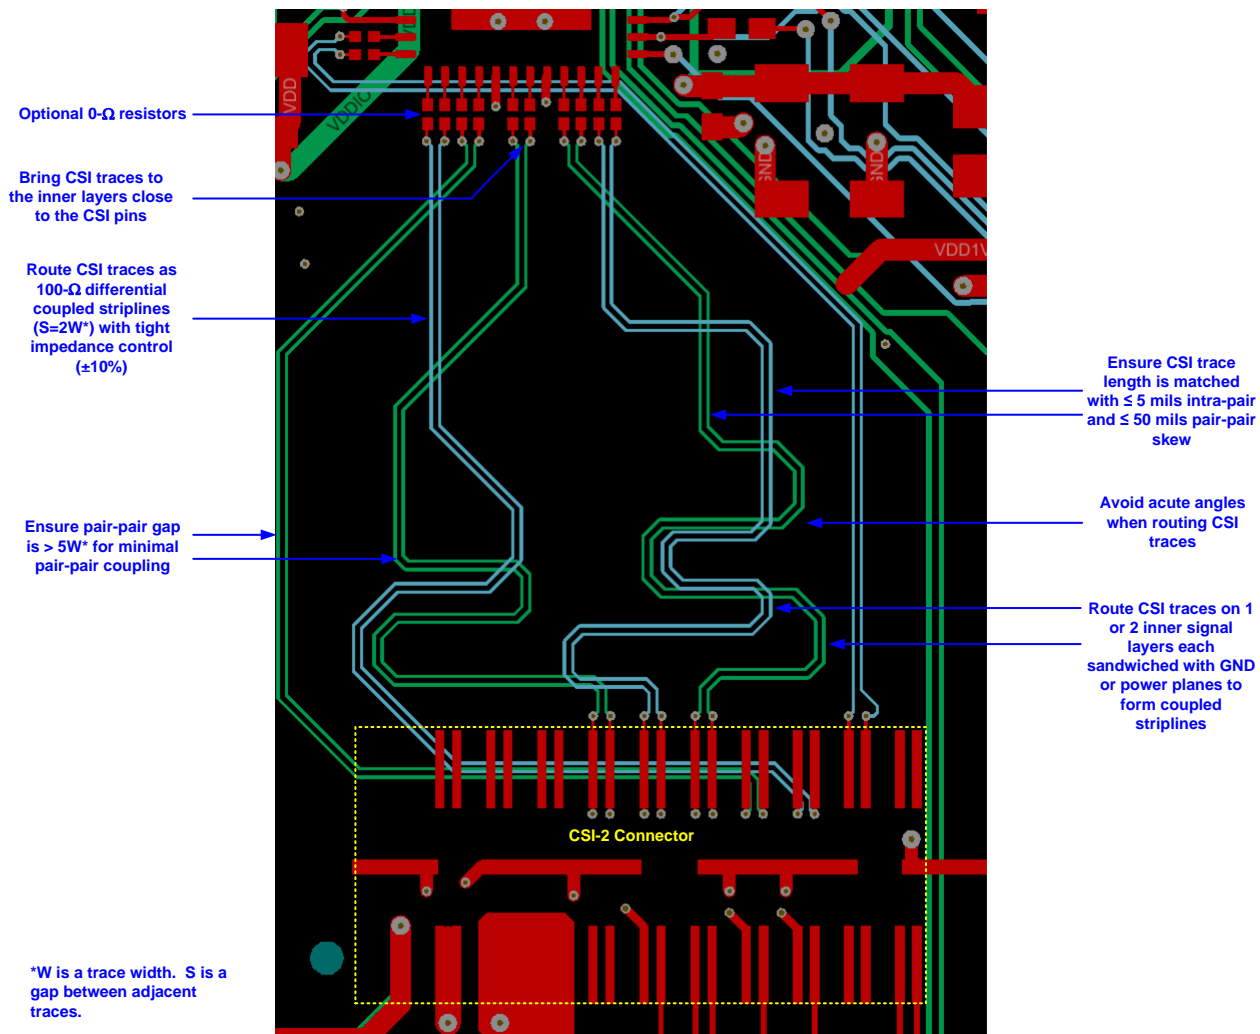 VDD
VDDIO
VDD
Optional 0-Ω resistors
Bring CSI traces to
the inner layers close
to the CSI pins
GND
GND
VDD1V
Route CSI traces as
100-Ω differential
coupled striplines
(S=2W*) with tight
impedance control
(±10%)
Ensure CSI trace
length is matched
with ≤ 5 mils intra-pair
and ≤ 50 mils pair-pair
skew
Ensure pair-pair gap
is > 5W* for minimal
pair-pair coupling
Avoid acute angles
when routing CSI
traces
Route CSI traces on 1
or 2 inner signal
layers each
sandwiched with GND
or power planes to
form coupled
striplines
CSI-2 Connector
*W is a trace width. S is a
gap between adjacent
traces.